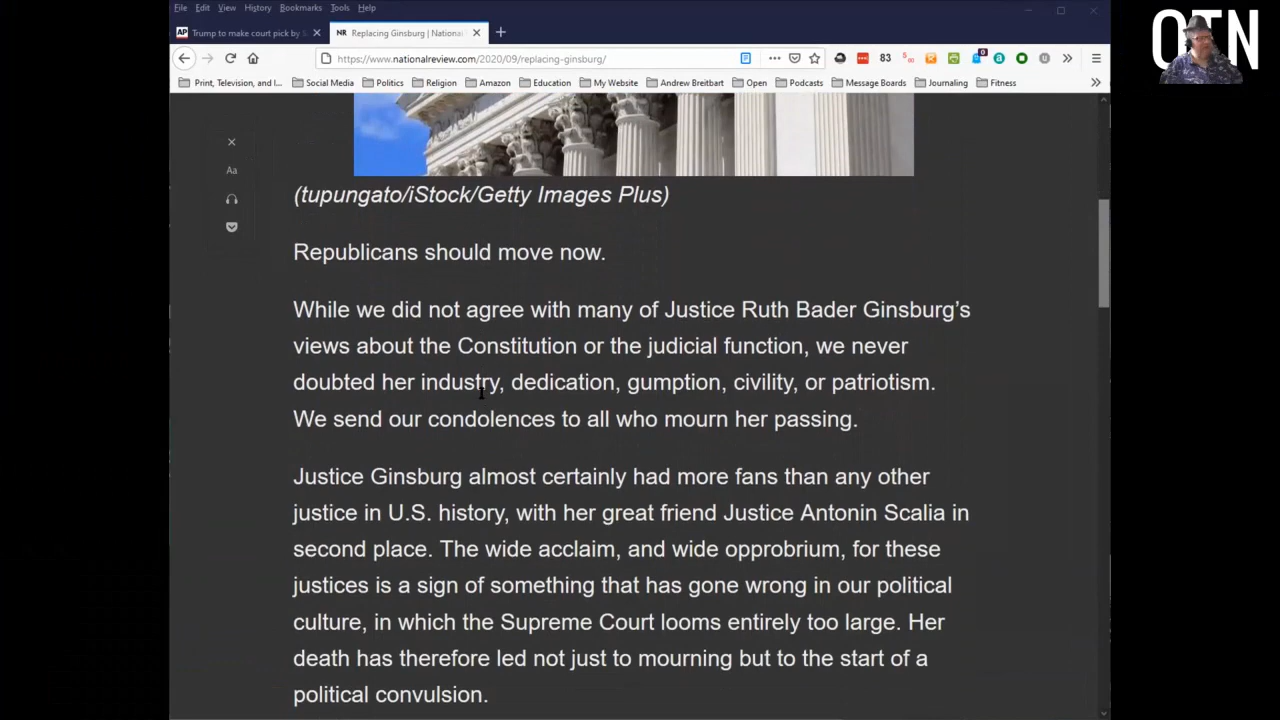 File Edit View History Bookmarks Tools Help
AP Trump to make court pick by S
NR Replacing Ginsburg | National
https://www.nationalreview.com/2020/09/replacing-ginsburg/
83
0
Print, Television, and I... Social Media Politics Religion Amazon Education My Website Andrew Breitbart Open Podcasts Message Boards Journaling Fitness
OTN
Aa
(tupungato/iStock/Getty Images Plus)
Republicans should move now.
While we did not agree with many of Justice Ruth Bader Ginsburg’s
views about the Constitution or the judicial function, we never
doubted her industry, dedication, gumption, civility, or patriotism.
We send our condolences to all who mourn her passing.
Justice Ginsburg almost certainly had more fans than any other
justice in U.S. history, with her great friend Justice Antonin Scalia in
second place. The wide acclaim, and wide opprobrium, for these
justices is a sign of something that has gone wrong in our political
culture, in which the Supreme Court looms entirely too large. Her
death has therefore led not just to mourning but to the start of a
political convulsion.